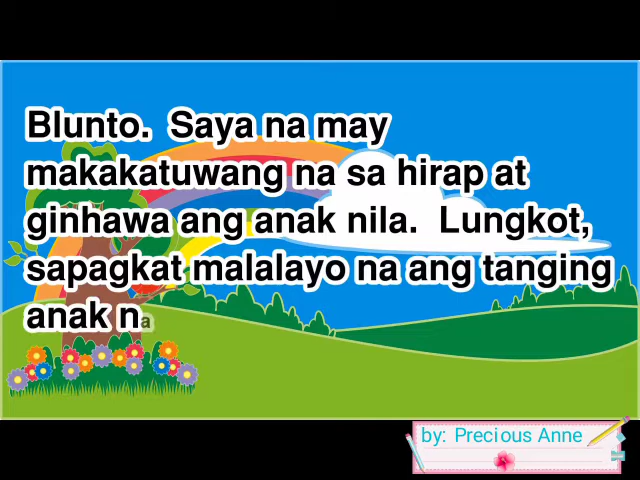 Blunto.  Saya na may
makakatuwang na sa hirap at
ginhawa ang anak nila.  Lungkot,
sapagkat malalayo na ang tanging
anak na
by: Precious Anne